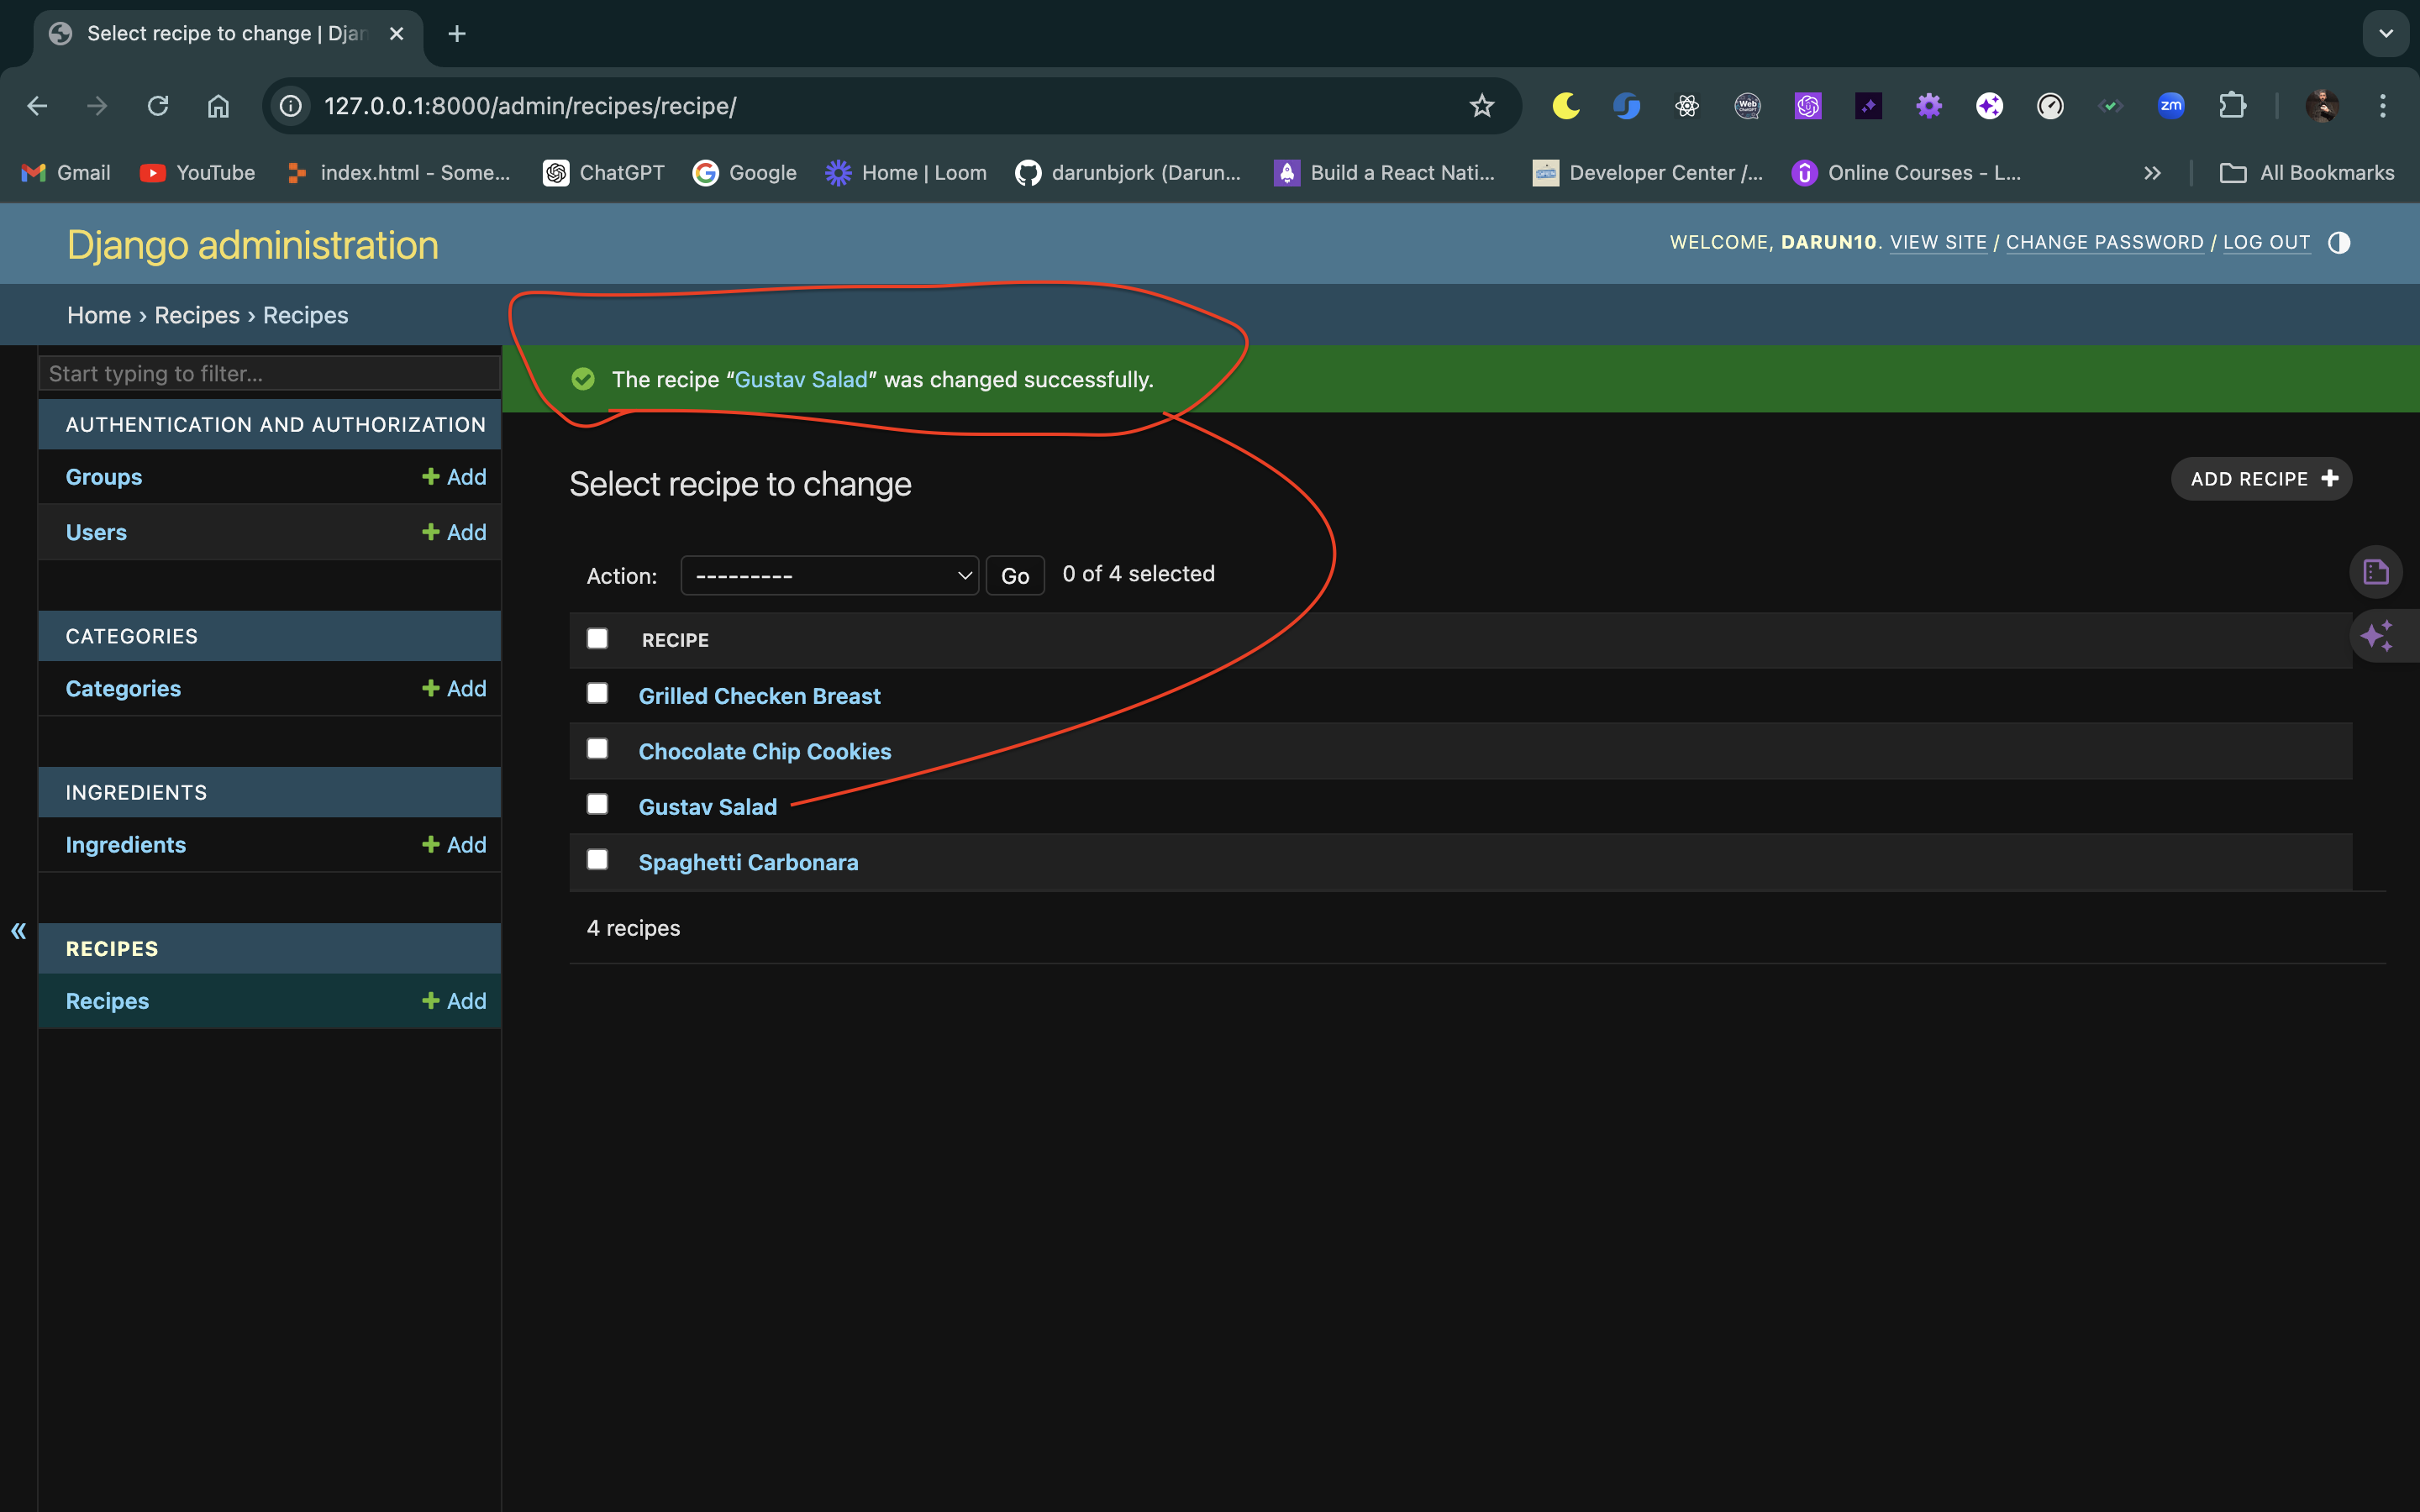 Select recipe to change | Djan
127.0.0.1:8000/admin/recipes/recipe/
Gmail YouTube index.html - Some... ChatGPT Google Home | Loom darunbjork (Darun... Build a React Nati... Developer Center /... Online Courses - L... All Bookmarks
Django administration
WELCOME, DARUN10. VIEW SITE / CHANGE PASSWORD / LOG OUT
Home › Recipes › Recipes
Start typing to filter...
AUTHENTICATION AND AUTHORIZATION
Groups + Add
Users + Add
CATEGORIES
Categories + Add
INGREDIENTS
Ingredients + Add
RECIPES
Recipes + Add
«
The recipe “Gustav Salad” was changed successfully.
Select recipe to change
ADD RECIPE +
Action: --------- Go 0 of 4 selected
RECIPE
Grilled Checken Breast
Chocolate Chip Cookies
Gustav Salad
Spaghetti Carbonara
4 recipes